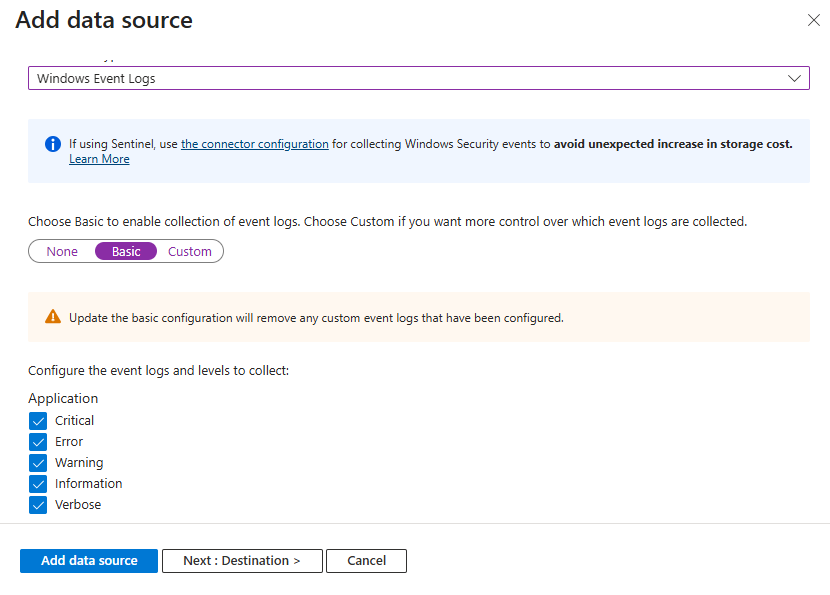 Add data source
Windows Event Logs
If using Sentinel, use the connector configuration for collecting Windows Security events to avoid unexpected increase in storage cost.
Learn More
Choose Basic to enable collection of event logs. Choose Custom if you want more control over which event logs are collected.
None Basic Custom
Update the basic configuration will remove any custom event logs that have been configured.
Configure the event logs and levels to collect:
Application
Critical
Error
Warning
Information
Verbose
Add data source Next : Destination > Cancel